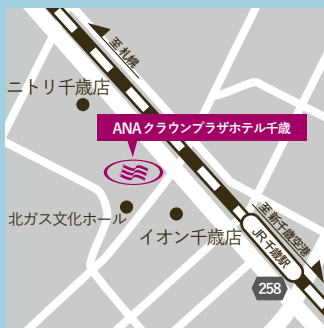 至札幌
ニトリ千歳店
ANAクラウンプラザホテル千歳
北ガス文化ホール
イオン千歳店
至新千歳空港
JR千歳駅
258